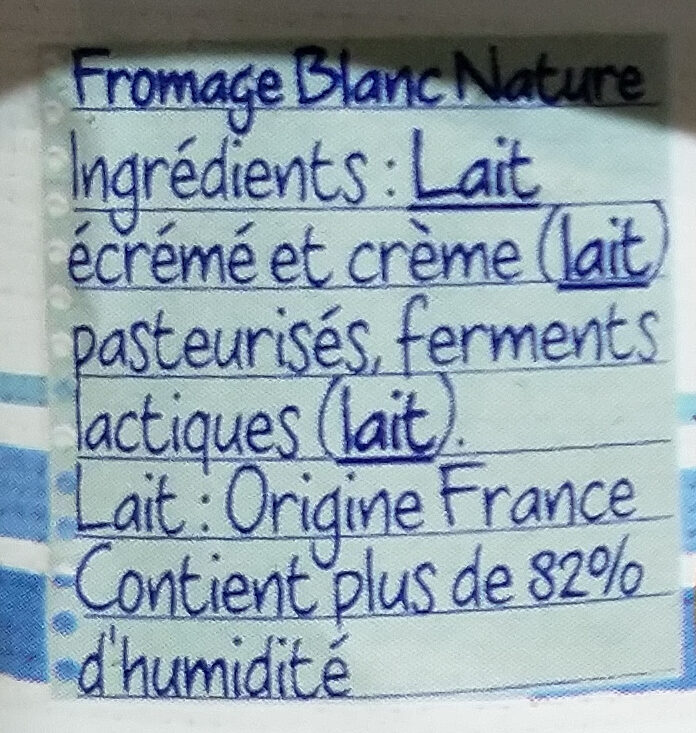 Fromage Blanc Nature
Ingrédients : Lait
écrémé et crème (lait)
pasteurisés, ferments
lactiques (lait).
Lait : Origine France
Contient plus de 82%
d'humidité